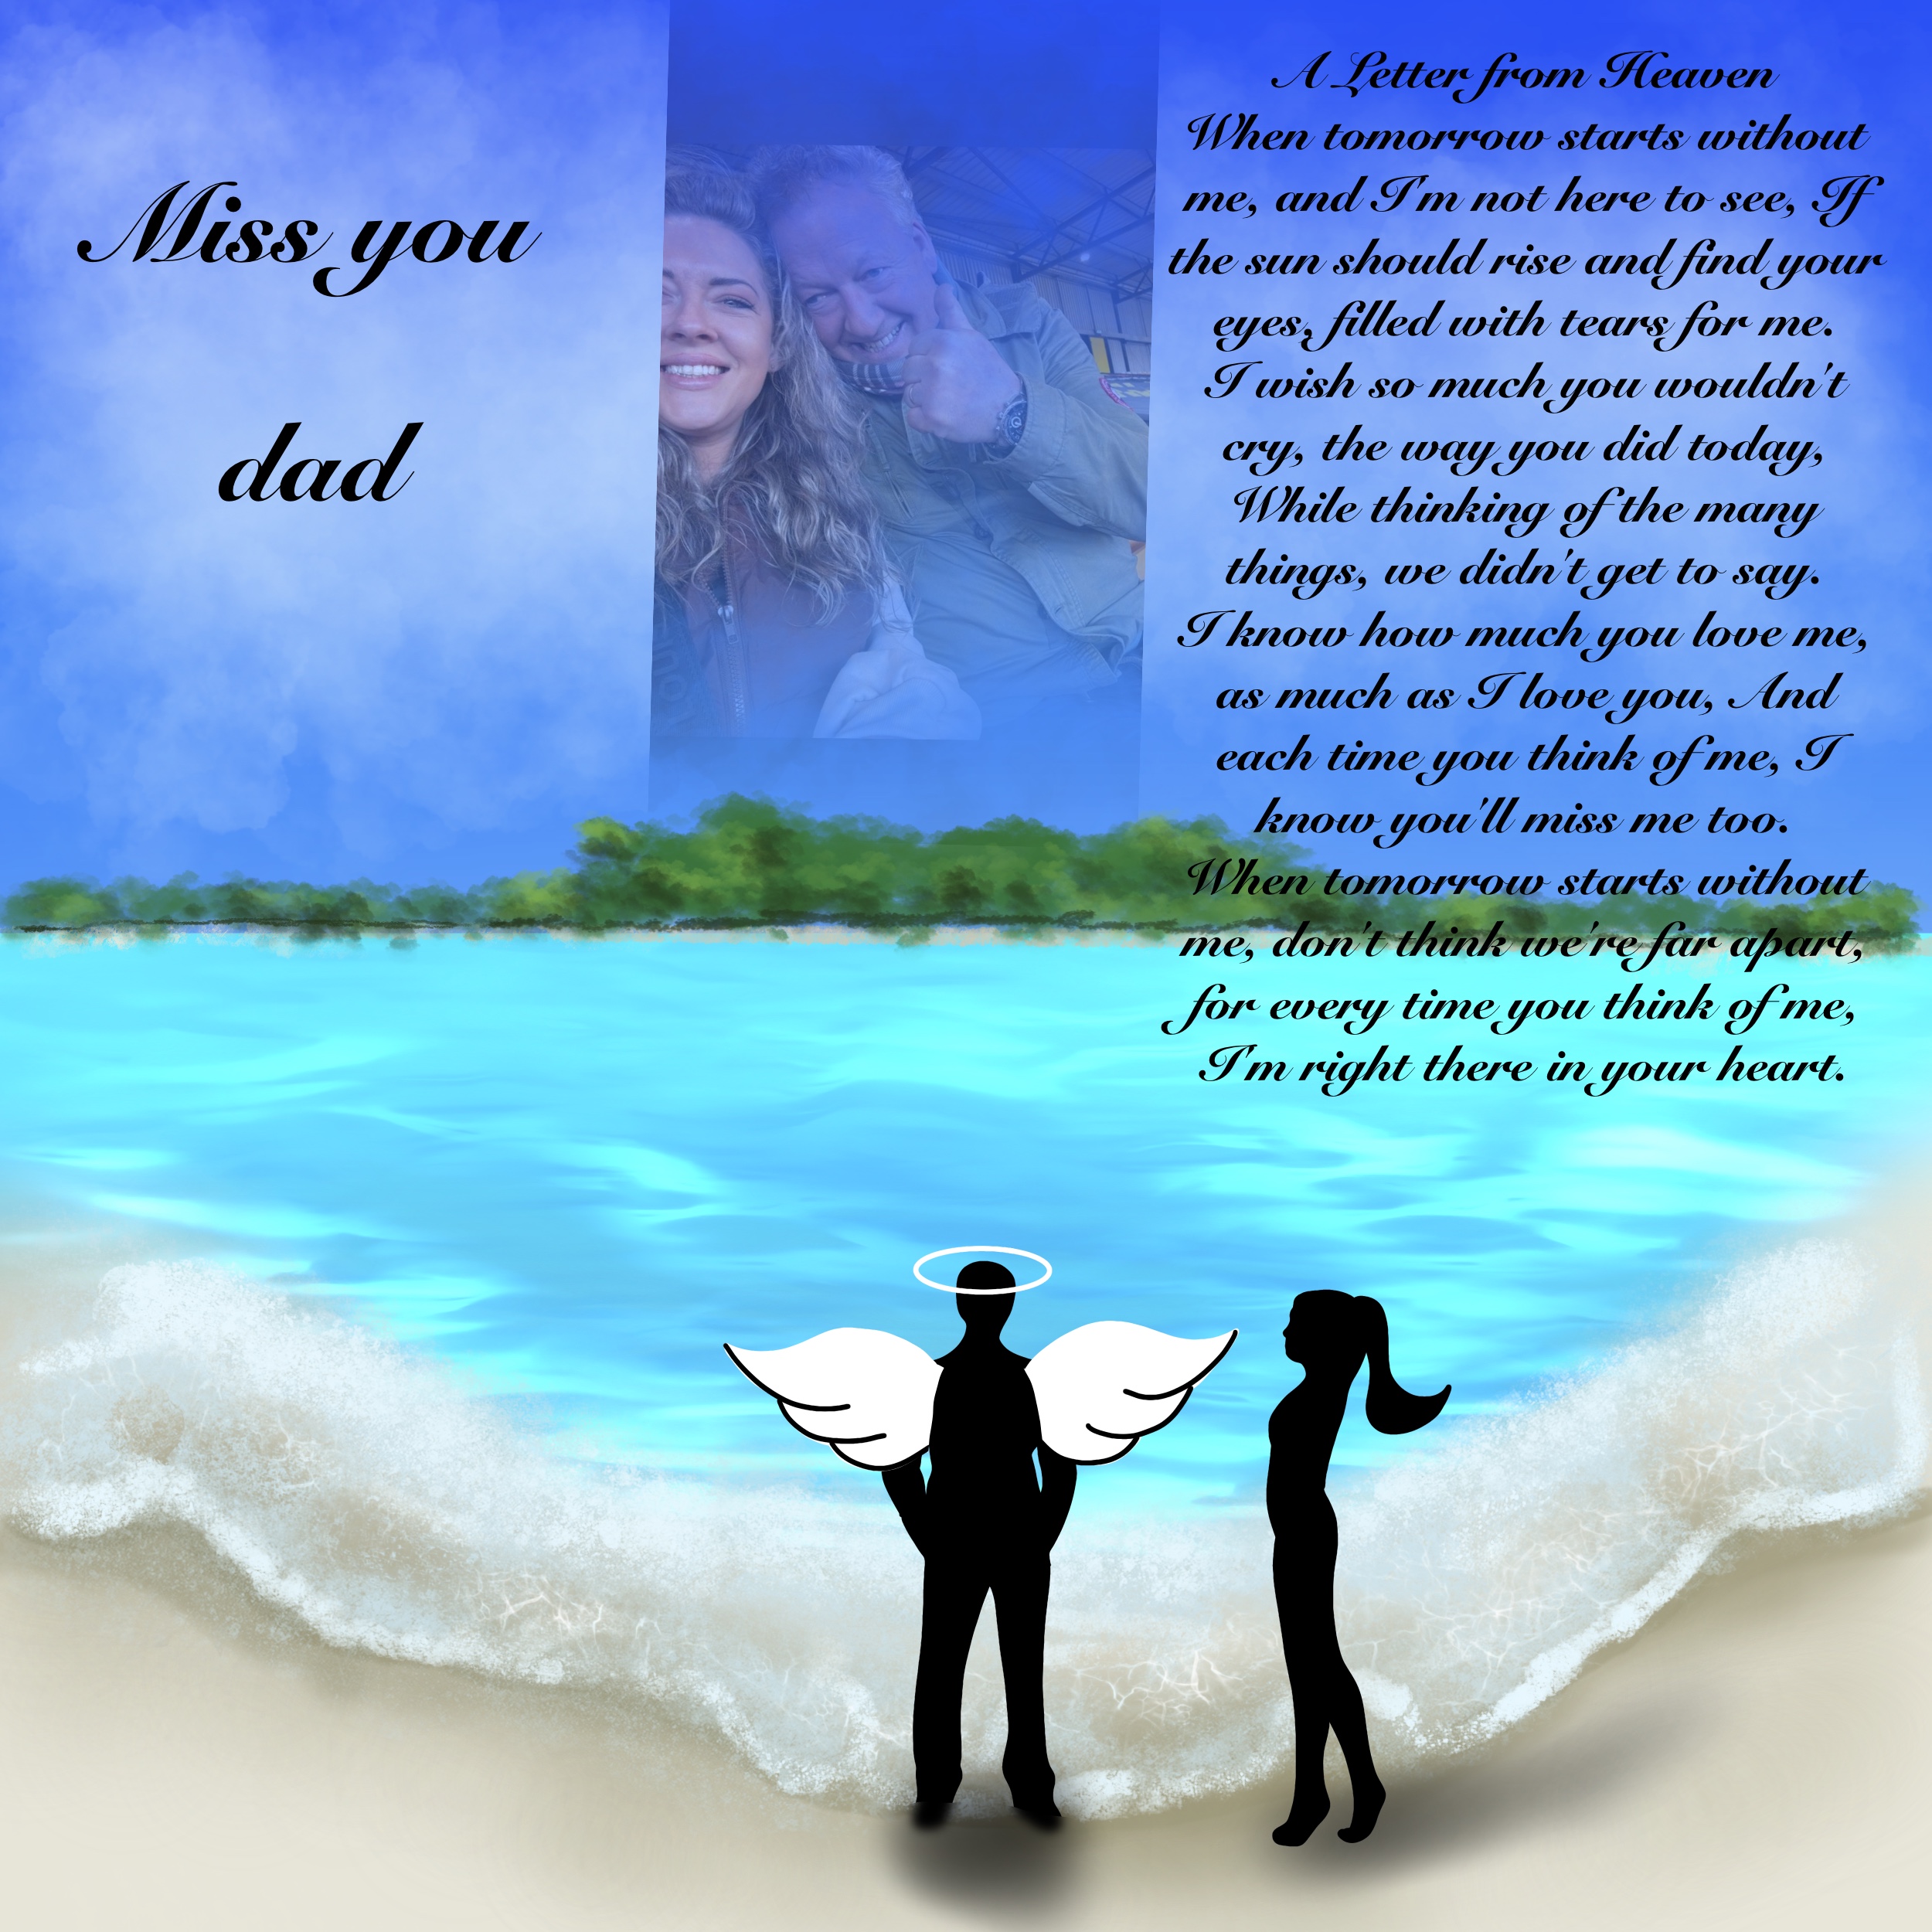 Miss you
dad
A Letter from Heaven
When tomorrow starts without
me, and I'm not here to see, If
the sun should rise and find your
eyes, filled with tears for me.
I wish so much you wouldn't
cry, the way you did today,
While thinking of the many
things, we didn't get to say.
I know how much you love me,
as much as I love you, And
each time you think of me, I
know you'll miss me too.
When tomorrow starts without
me, don't think we're far apart,
for every time you think of me,
I'm right there in your heart.